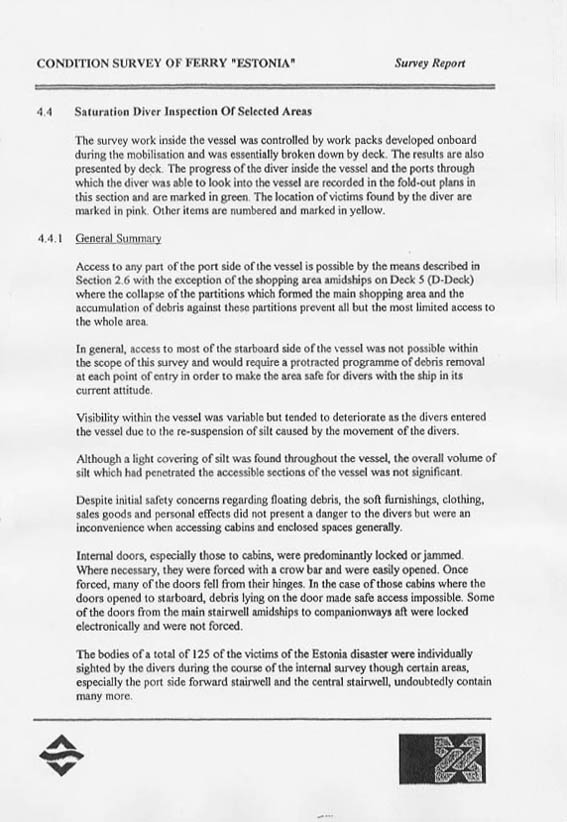 CONDITION SURVEY OF FERRY "ESTONIA" Survey Report
4.4 Saturation Diver Inspection Of Selected Areas
The survey work inside the vessel was controlled by work packs developed onboard
during the mobilisation and was essentially broken down by deck. The results are also
presented by deck. The progress of the diver inside the vessel and the ports through
which the diver was able to look into the vessel are recorded in the fold-out plans in
this section and are marked in green. The location of victims found by the diver are
marked in pink. Other items are numbered and marked in yellow.
4.4.1 General Summary
Access to any part of the port side of the vessel is possible by the means described in
Section 2.6 with the exception of the shopping area amidships on Deck 5 (D-Deck)
where the collapse of the partitions which formed the main shopping area and the
accumulation of debris against these partitions prevent all but the most limited access to
the whole area.
In general, access to most of the starboard side of the vessel was not possible within
the scope of this survey and would require a protracted programme of debris removal
at each point of entry in order to make the area safe for divers with the ship in its
current attitude.
Visibility within the vessel was variable but tended to deteriorate as the divers entered
the vessel due to the re-suspension of silt caused by the movement of the divers.
Although a light covering of silt was found throughout the vessel, the overall volume of
silt which had penetrated the accessible sections of the vessel was not significant.
Despite initial safety concerns regarding floating debris, the soft furnishings, clothing,
sales goods and personal effects did not present a danger to the divers but were an
inconvenience when accessing cabins and enclosed spaces generally.
Internal doors, especially those to cabins, were predominantly locked or jammed.
Where necessary, they were forced with a crow bar and were easily opened. Once
forced, many of the doors fell from their hinges. In the case of those cabins where the
doors opened to starboard, debris lying on the door made safe access impossible. Some
of the doors from the main stairwell amidships to companionways aft were locked
electronically and were not forced.
The bodies of a total of 125 of the victims of the Estonia disaster were individually
sighted by the divers during the course of the internal survey though certain areas,
especially the port side forward stairwell and the central stairwell, undoubtedly contain
many more.